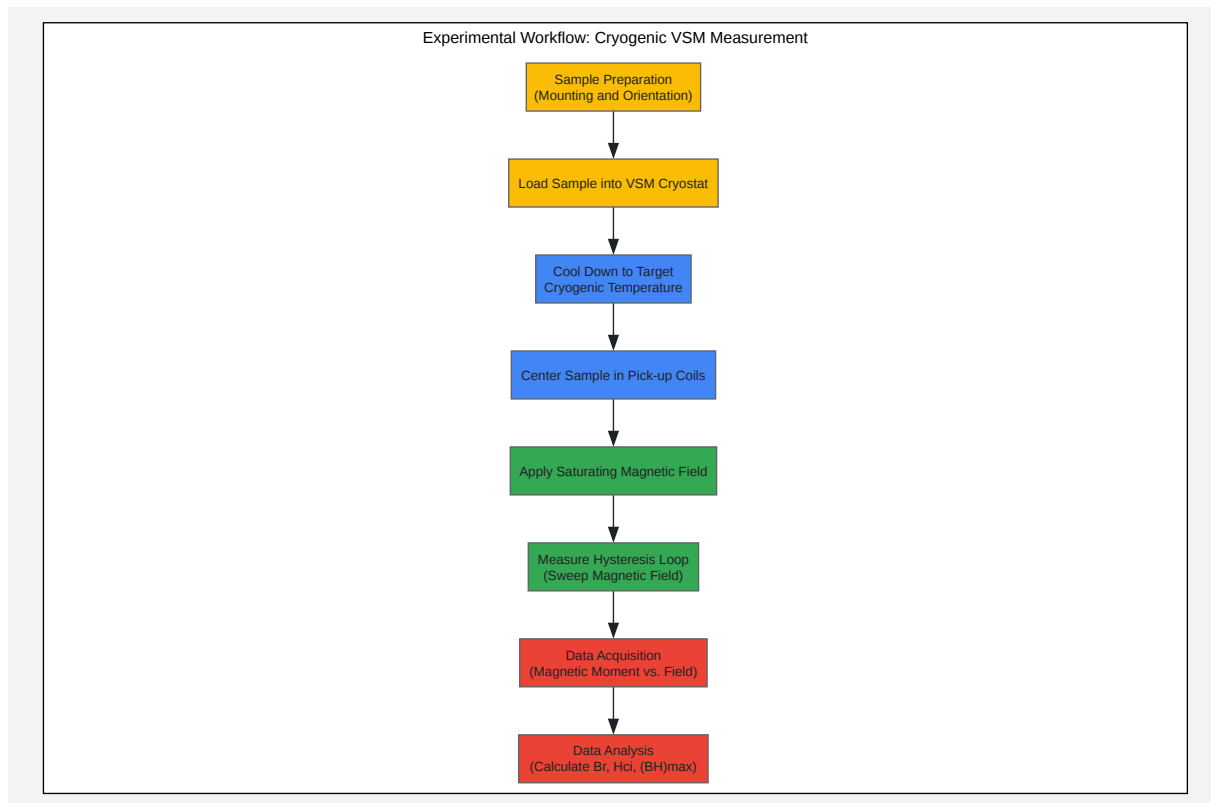 Experimental Workflow: Cryogenic VSM Measurement
Sample Preparation
(Mounting and Orientation)
Load Sample into VSM Cryostat
Cool Down to Target
Cryogenic Temperature
Center Sample in Pick-up Coils
Apply Saturating Magnetic Field
Measure Hysteresis Loop
(Sweep Magnetic Field)
Data Acquisition
(Magnetic Moment vs. Field)
Data Analysis
(Calculate Br, Hci, (BH)max)